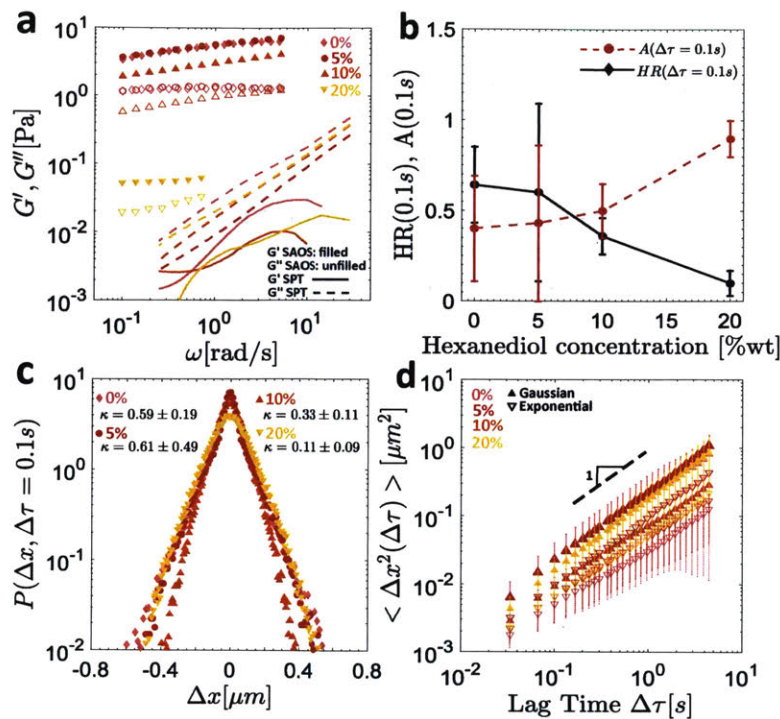 a
G', G''[Pa]
10^1
10^0
10^-1
10^-2
10^-3
10^-1
10^0
10^1
ω[rad/s]
0%
5%
10%
20%
G' SAOS: filled
G'' SAOS: unfilled
G' SPT
G'' SPT
b
HR(0.1s), A(0.1s)
1.5
1
0.5
0
0
5
10
15
20
Hexanediol concentration [%wt]
A(Δτ = 0.1s)
HR(Δτ = 0.1s)
c
P(Δx, Δτ = 0.1s)
10^1
10^0
10^-1
10^-2
-0.8
-0.4
0
0.4
0.8
Δx[μm]
0%
κ = 0.59 ± 0.19
5%
κ = 0.61 ± 0.49
10%
κ = 0.33 ± 0.11
20%
κ = 0.11 ± 0.09
d
< Δx²(Δτ) > [μm²]
10^1
10^0
10^-1
10^-2
10^-3
10^-2
10^-1
10^0
10^1
Lag Time Δτ[s]
0%
5%
10%
20%
Gaussian
Exponential
1